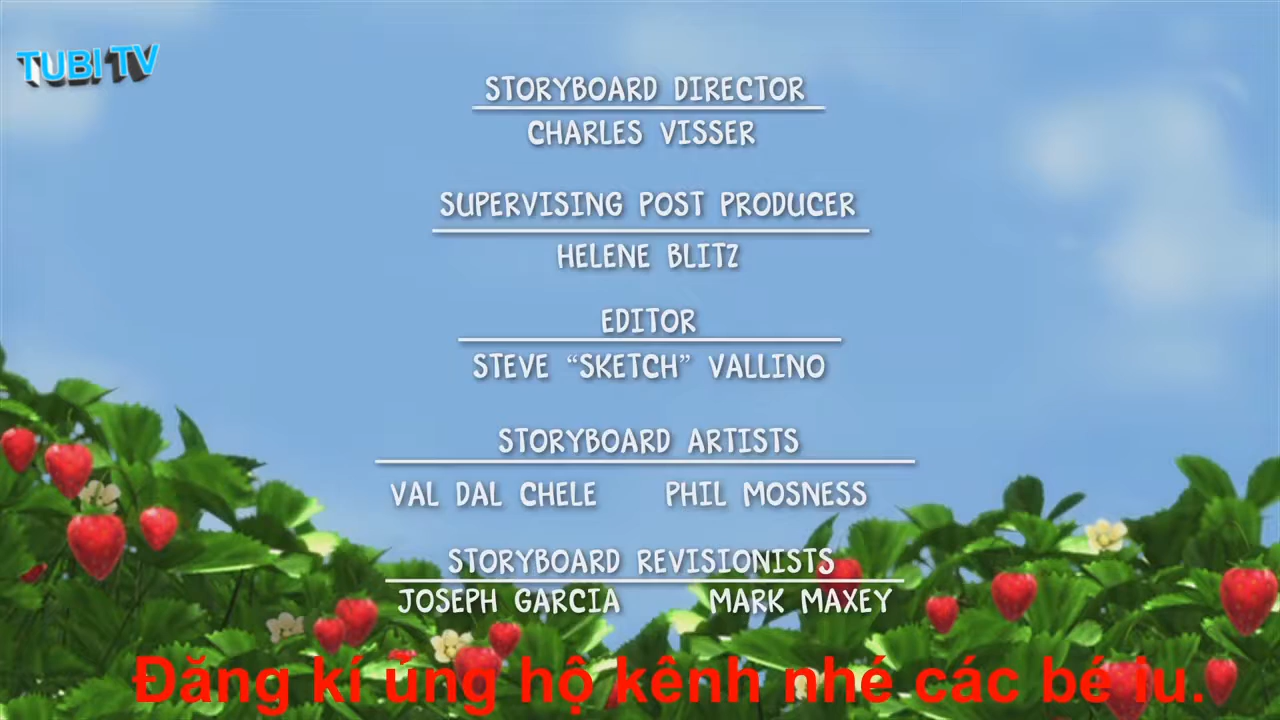 TUBI TV
STORYBOARD DIRECTOR
CHARLES VISSER
SUPERVISING POST PRODUCER
HELENE BLITZ
EDITOR
STEVE “SKETCH” VALLINO
STORYBOARD ARTISTS
VAL DAL CHELE PHIL MOSNESS
STORYBOARD REVISIONISTS
JOSEPH GARCIA MARK MAXEY
Đăng kí ủng hộ kênh nhé các bé iu.